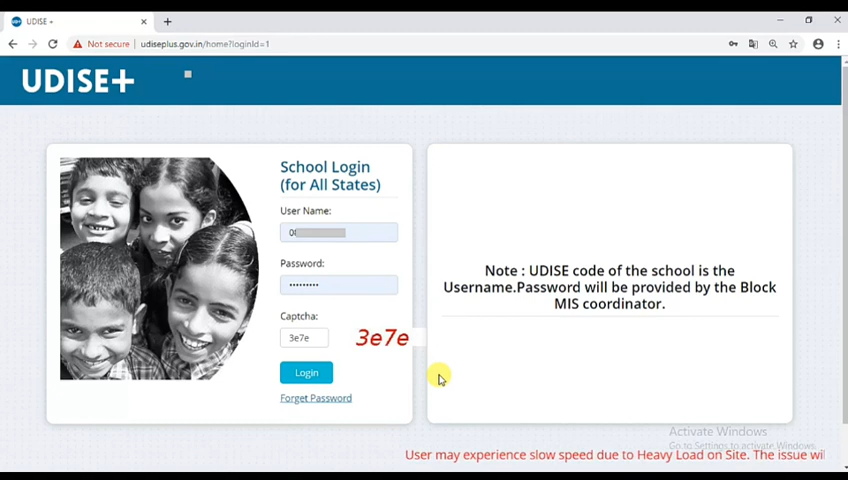 UDISE +
Not secure | udiseplus.gov.in/home?loginId=1
UDISE+
School Login
(for All States)
User Name:
08
Password:
Captcha:
3e7e
3e7e
Login
Forget Password
Note : UDISE code of the school is the
Username.Password will be provided by the Block
MIS coordinator.
Activate Windows
Go to Settings to activate Windows.
User may experience slow speed due to Heavy Load on Site. The issue wil